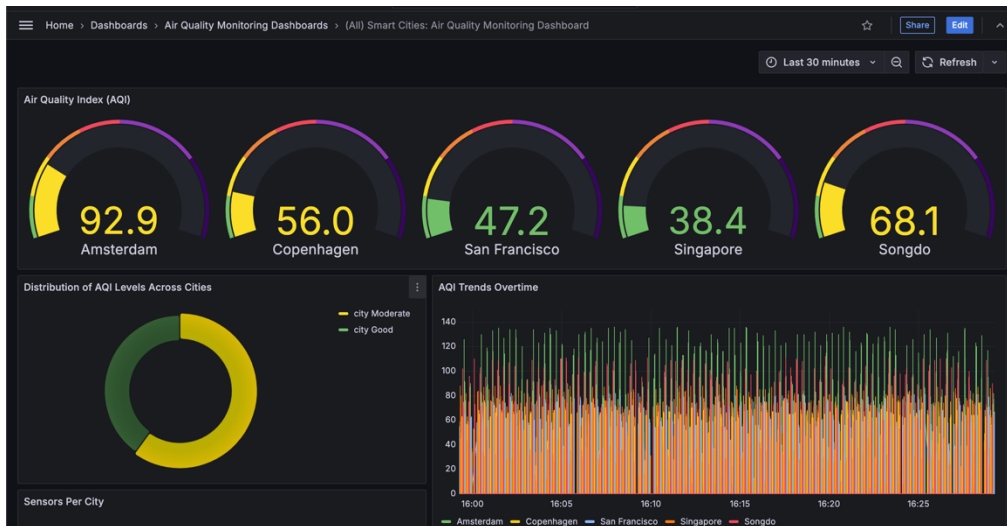 Home > Dashboards > Air Quality Monitoring Dashboards > (All) Smart Cities: Air Quality Monitoring Dashboard
Share
Edit
Last 30 minutes
Refresh
Air Quality Index (AQI)
92.9
Amsterdam
56.0
Copenhagen
47.2
San Francisco
38.4
Singapore
68.1
Songdo
Distribution of AQI Levels Across Cities
city Moderate
city Good
AQI Trends Overtime
140
120
100
80
60
40
20
0
16:00 16:05 16:10 16:15 16:20 16:25
Amsterdam Copenhagen San Francisco Singapore Songdo
Sensors Per City